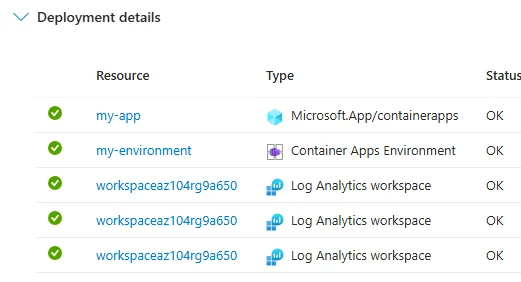 Deployment details
Resource Type Status
my-app Microsoft.App/containerapps OK
my-environment Container Apps Environment OK
workspaceaz104rg9a650 Log Analytics workspace OK
workspaceaz104rg9a650 Log Analytics workspace OK
workspaceaz104rg9a650 Log Analytics workspace OK